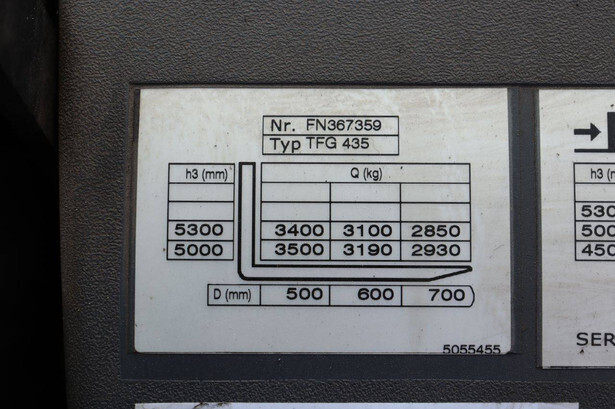 Nr. FN367359
Typ TFG 435
h3 (mm) Q (kg)
5300 3400 3100 2850
5000 3500 3190 2930
D (mm) 500 600 700
5055455
h3 (
530
500
450
SER